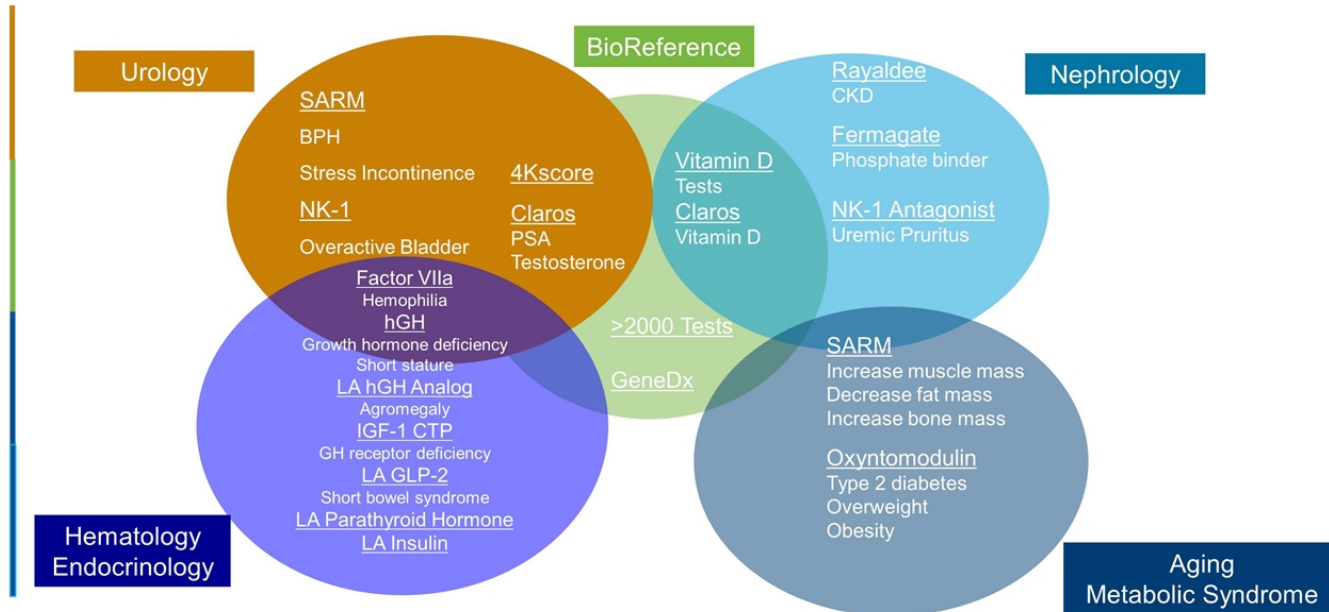 BioReference
Urology
Nephrology
SARM
BPH
Stress Incontinence
NK-1
Overactive Bladder
4Kscore
Claros
PSA
Testosterone
Vitamin D
Tests
Claros
Vitamin D
Rayaldee
CKD
Fermagate
Phosphate binder
NK-1 Antagonist
Uremic Pruritus
Factor VIIa
Hemophilia
hGH
Growth hormone deficiency
Short stature
LA hGH Analog
Agromegaly
IGF-1 CTP
GH receptor deficiency
LA GLP-2
Short bowel syndrome
LA Parathyroid Hormone
LA Insulin
>2000 Tests
GeneDx
SARM
Increase muscle mass
Decrease fat mass
Increase bone mass
Oxyntomodulin
Type 2 diabetes
Overweight
Obesity
Hematology
Endocrinology
Aging
Metabolic Syndrome